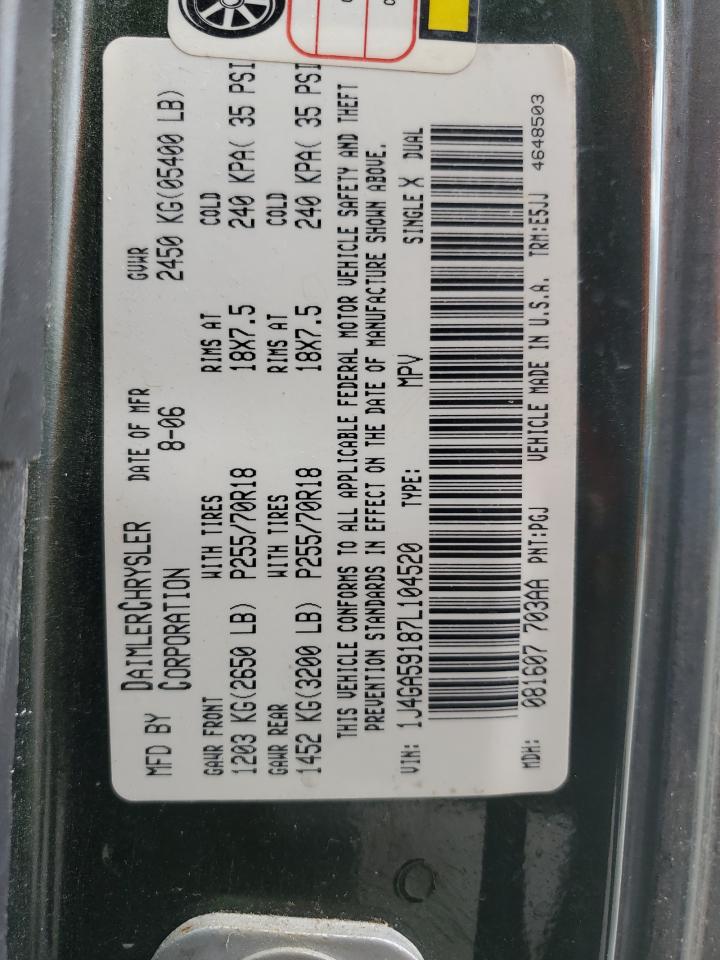 MFD BY DAIMLERCHRYSLER CORPORATION DATE OF MFR 8-06 GVWR 2450 KG(05400 LB)
GAWR FRONT WITH TIRES RIMS AT COLD
1203 KG(2650 LB) P255/70R18 18X7.5 240 KPA( 35 PSI
GAWR REAR WITH TIRES RIMS AT COLD
1452 KG(3200 LB) P255/70R18 18X7.5 240 KPA( 35 PSI
THIS VEHICLE CONFORMS TO ALL APPLICABLE FEDERAL MOTOR VEHICLE SAFETY AND THEFT
PREVENTION STANDARDS IN EFFECT ON THE DATE OF MANUFACTURE SHOWN ABOVE.
VIN: 1J4GA59187L104520 TYPE: MPV SINGLE X DUAL
MDH: 081607 703AA PNT:PGJ VEHICLE MADE IN U.S.A. TRM:E5JJ 4648503